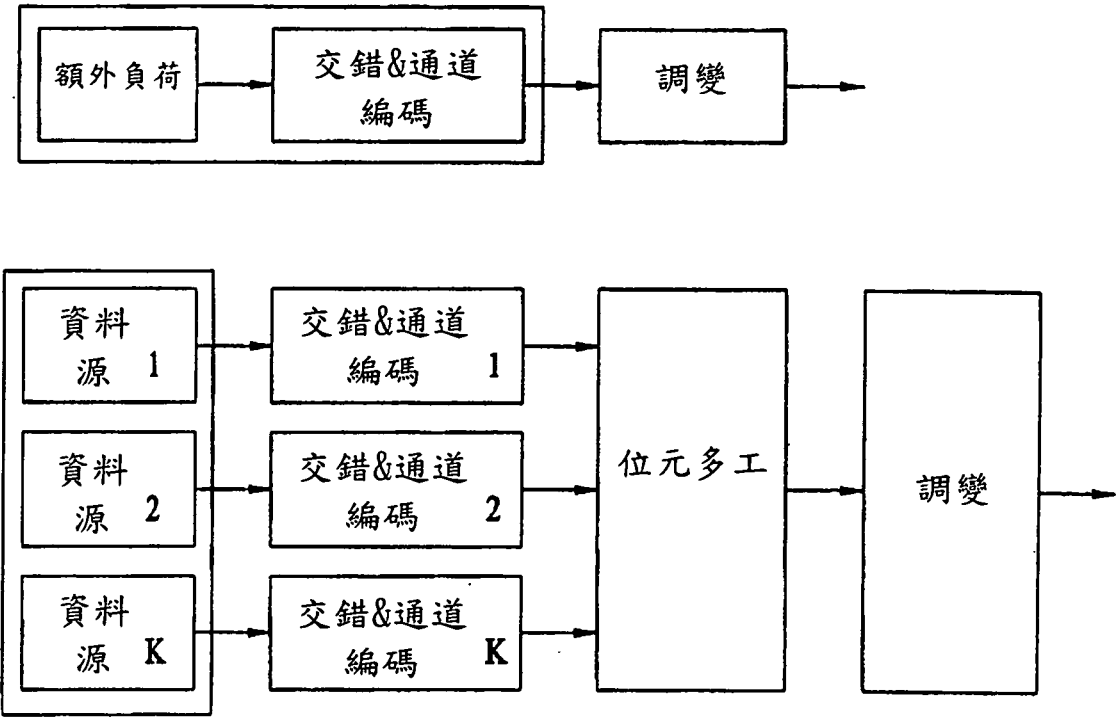 額外負荷
交錯&通道
編碼
調變
資料
源 1
交錯&通道
編碼 1
資料
源 2
交錯&通道
編碼 2
資料
源 K
交錯&通道
編碼 K
位元多工
調變